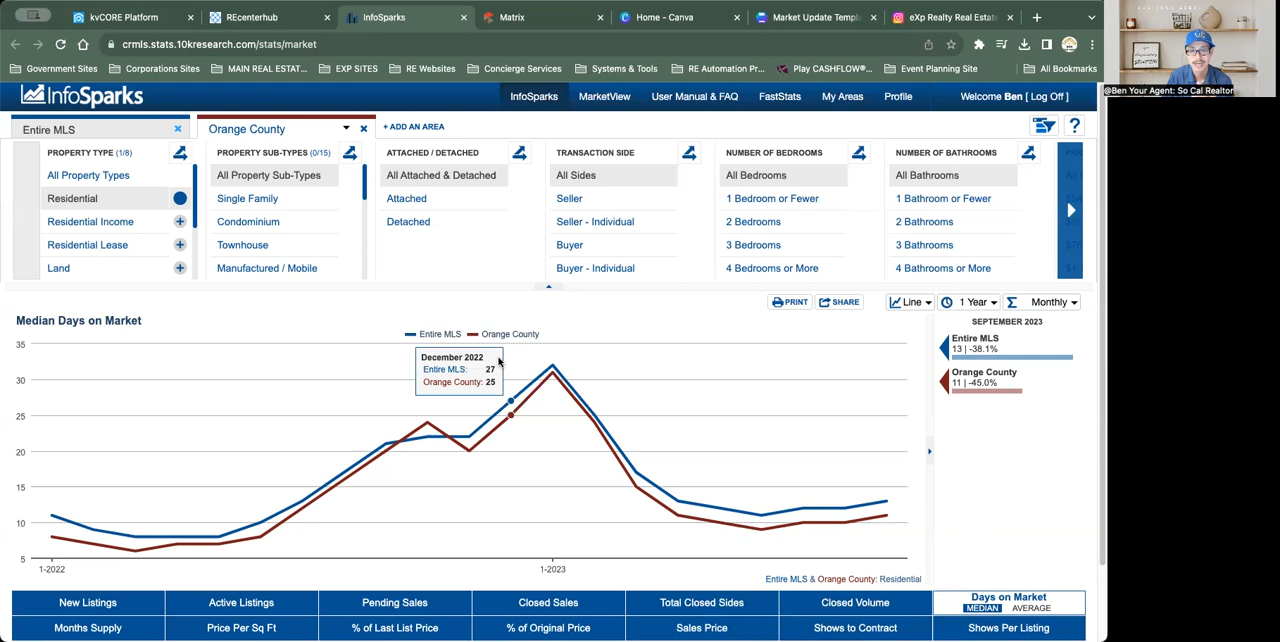 kvCORE Platform
REcenterhub
InfoSparks
Matrix
Home - Canva
Market Update Templ
eXp Realty Real Estat
crmls.stats.10kresearch.com/stats/market
Government Sites
Corporations Sites
MAIN REAL ESTAT...
EXP SITES
RE Websites
Concierge Services
Systems & Tools
RE Automation Pr...
Play CASHFLOW®...
Event Planning Site
All Bookmarks
@Ben Your Agent: So Cal Realtor
InfoSparks
InfoSparks
MarketView
User Manual & FAQ
FastStats
My Areas
Profile
Welcome Ben [ Log Off ]
Entire MLS
Orange County
+ ADD AN AREA
PROPERTY TYPE (1/8)
All Property Types
Residential
Residential Income
Residential Lease
Land
PROPERTY SUB-TYPES (0/15)
All Property Sub-Types
Single Family
Condominium
Townhouse
Manufactured / Mobile
ATTACHED / DETACHED
All Attached & Detached
Attached
Detached
TRANSACTION SIDE
All Sides
Seller
Seller - Individual
Buyer
Buyer - Individual
NUMBER OF BEDROOMS
All Bedrooms
1 Bedroom or Fewer
2 Bedrooms
3 Bedrooms
4 Bedrooms or More
NUMBER OF BATHROOMS
All Bathrooms
1 Bathroom or Fewer
2 Bathrooms
3 Bathrooms
4 Bathrooms or More
PRINT
SHARE
Line
1 Year
Monthly
Median Days on Market
Entire MLS
Orange County
December 2022
Entire MLS: 27
Orange County: 25
35
30
25
20
15
10
5
1-2022
1-2023
Entire MLS & Orange County: Residential
SEPTEMBER 2023
Entire MLS
13 | -38.1%
Orange County
11 | -45.0%
New Listings
Active Listings
Pending Sales
Closed Sales
Total Closed Sides
Closed Volume
Days on Market
MEDIAN
AVERAGE
Months Supply
Price Per Sq Ft
% of Last List Price
% of Original Price
Sales Price
Shows to Contract
Shows Per Listing